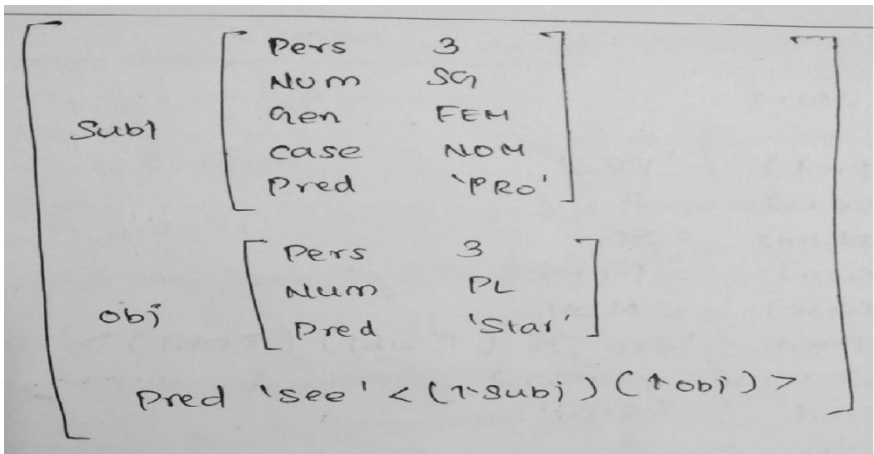 Pers 3
Num SG
Gen FEM
Subj
Case NOM
Pred 'PRO'
Pers 3
Num PL
obj
Pred 'Star'
Pred 'see' <(↑Subj) (↑obj)>